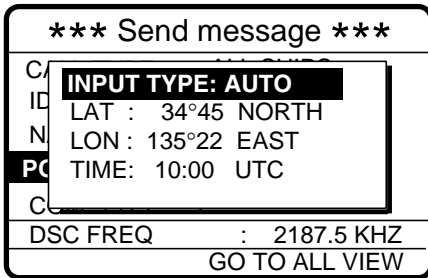 *** Send message ***
INPUT TYPE: AUTO
LAT : 34°45 NORTH
LON : 135°22 EAST
TIME: 10:00 UTC
DSC FREQ : 2187.5 KHZ
GO TO ALL VIEW